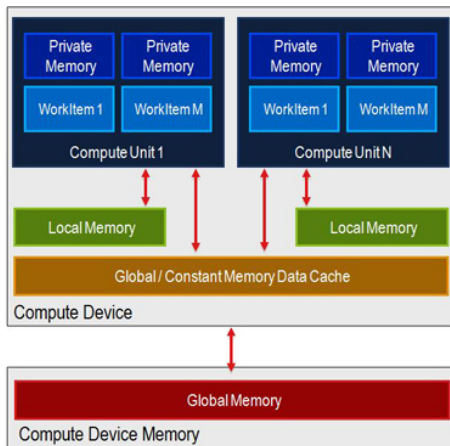 Private Memory
Private Memory
Private Memory
Private Memory
WorkItem 1
WorkItem M
WorkItem 1
WorkItem M
Compute Unit 1
Compute Unit N
Local Memory
Local Memory
Global / Constant Memory Data Cache
Compute Device
Global Memory
Compute Device Memory